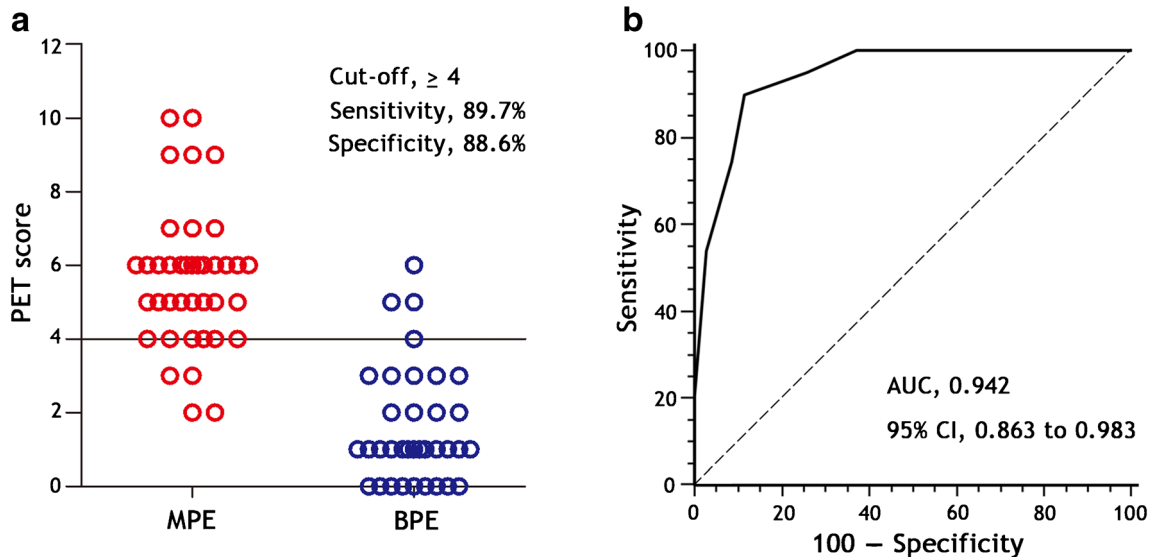 a
12
10
8
6
4
2
0
PET score
Cut-off, ≥ 4
Sensitivity, 89.7%
Specificity, 88.6%
MPE
BPE
b
100
80
60
40
20
0
Sensitivity
AUC, 0.942
95% CI, 0.863 to 0.983
0 20 40 60 80 100
100 − Specificity